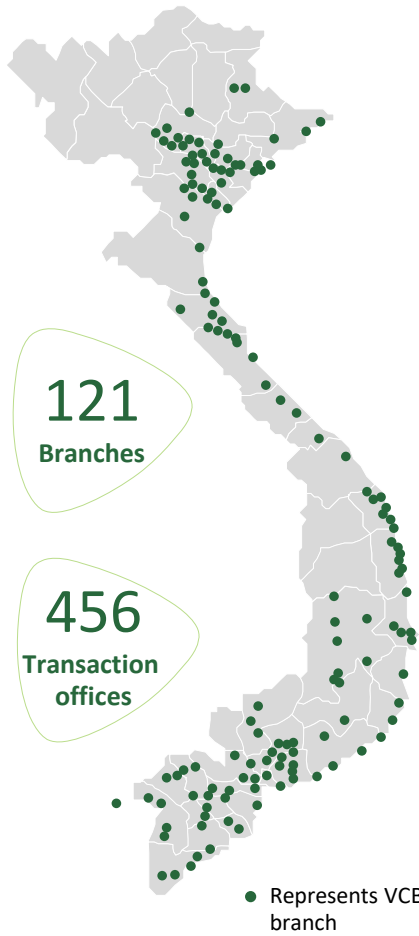 121
Branches
456
Transaction
offices
Represents VCB
branch